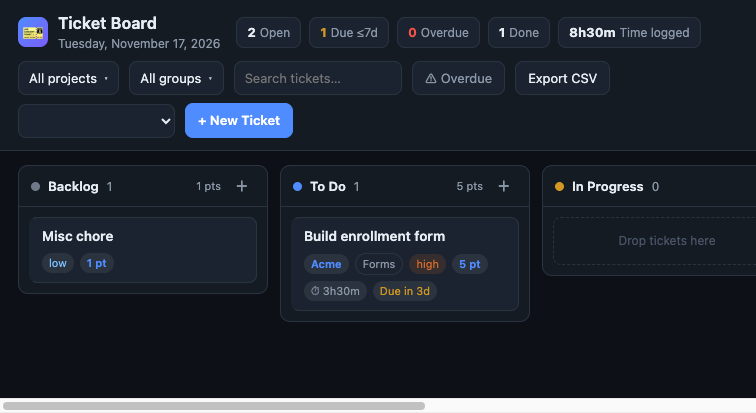 Ticket Board
Tuesday, November 17, 2026
2 Open
1 Due ≤7d
0 Overdue
1 Done
8h30m Time logged
All projects
All groups
Search tickets...
⚠ Overdue
Export CSV
+ New Ticket
Backlog 1 1 pts +
Misc chore
low 1 pt
To Do 1 5 pts +
Build enrollment form
Acme Forms high 5 pt
⏱ 3h30m Due in 3d
In Progress 0
Drop tickets here